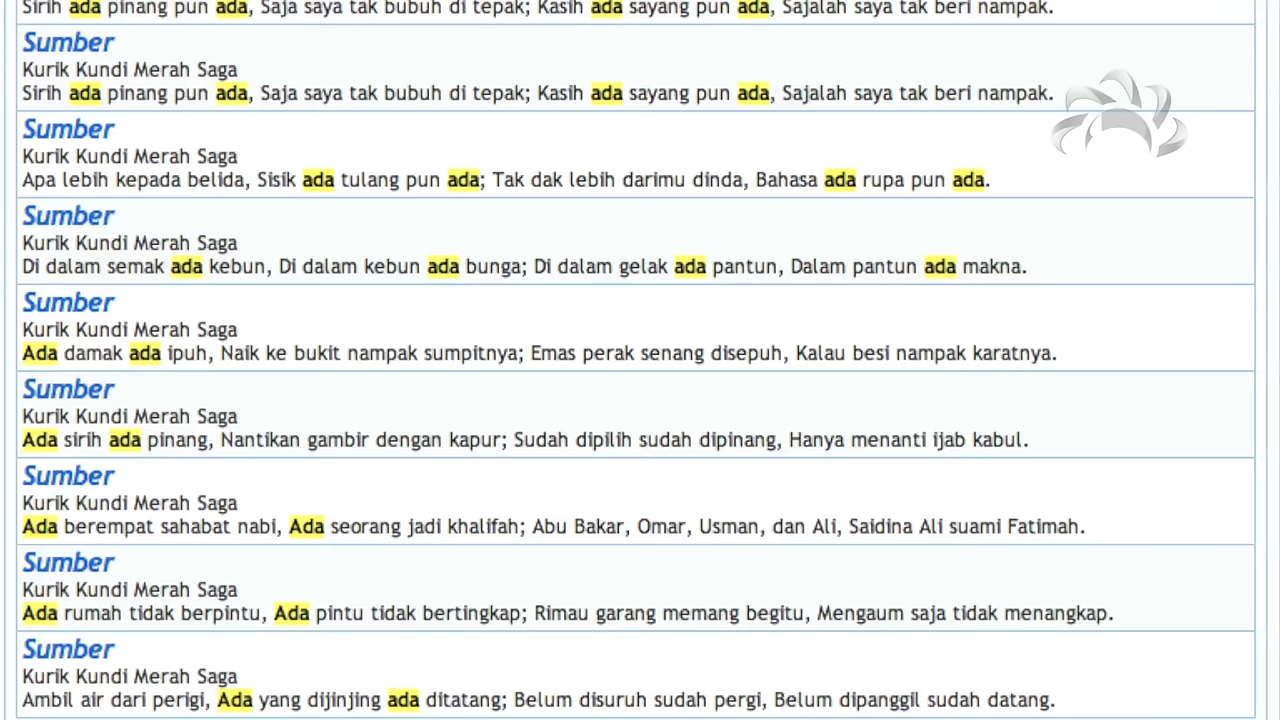 Sirih ada pinang pun ada, Saja saya tak bubuh di tepak; Kasih ada sayang pun ada, Sajalah saya tak beri nampak.
Sumber
Kurik Kundi Merah Saga
Sirih ada pinang pun ada, Saja saya tak bubuh di tepak; Kasih ada sayang pun ada, Sajalah saya tak beri nampak.
Sumber
Kurik Kundi Merah Saga
Apa lebih kepada belida, Sisik ada tulang pun ada; Tak dak lebih darimu dinda, Bahasa ada rupa pun ada.
Sumber
Kurik Kundi Merah Saga
Di dalam semak ada kebun, Di dalam kebun ada bunga; Di dalam gelak ada pantun, Dalam pantun ada makna.
Sumber
Kurik Kundi Merah Saga
Ada damak ada ipuh, Naik ke bukit nampak sumpitnya; Emas perak senang disepuh, Kalau besi nampak karatnya.
Sumber
Kurik Kundi Merah Saga
Ada sirih ada pinang, Nantikan gambir dengan kapur; Sudah dipilih sudah dipinang, Hanya menanti ijab kabul.
Sumber
Kurik Kundi Merah Saga
Ada berempat sahabat nabi, Ada seorang jadi khalifah; Abu Bakar, Omar, Usman, dan Ali, Saidina Ali suami Fatimah.
Sumber
Kurik Kundi Merah Saga
Ada rumah tidak berpintu, Ada pintu tidak bertingkap; Rimau garang memang begitu, Mengaum saja tidak menangkap.
Sumber
Kurik Kundi Merah Saga
Ambil air dari perigi, Ada yang dijinjing ada ditatang; Belum disuruh sudah pergi, Belum dipanggil sudah datang.